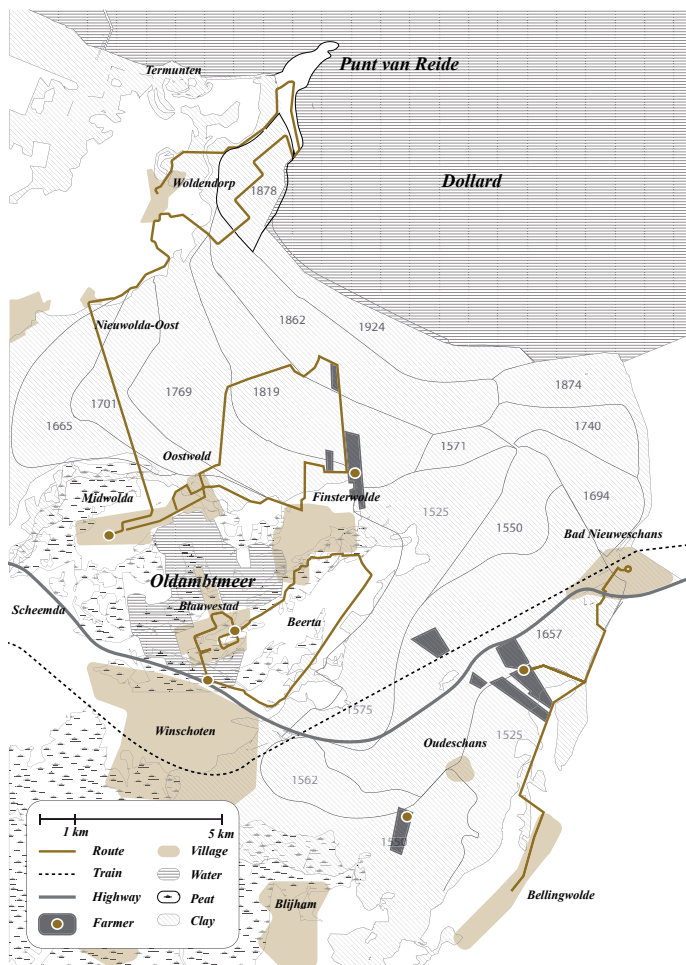 Punt van Reide
Termunten
Dollard
Woldendorp
1878
Nieuwolda-Oost
1862
1924
1874
1769
1819
1701
1665
1740
1571
Oostwold
1694
Midwolda
Finsterwolde
1525
1550
Bad Nieuweschans
Oldambtmeer
Scheemda
Blauwestad
Beerta
1657
1575
Winschoten
Oudeschans
1525
1562
1550
Bellingwolde
Blijham
1 km
5 km
Route
Village
Train
Water
Highway
Peat
Farmer
Clay